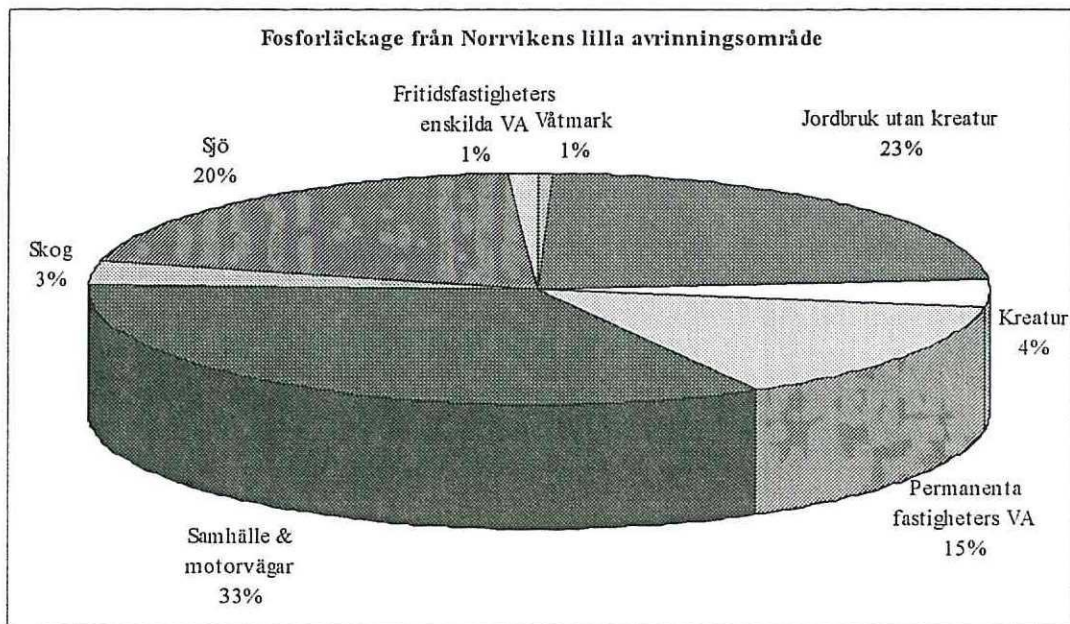 Fosforläckage från Norrvikens lilla avrinningsområde
Fritidsfastigheters
enskilda VA
1%
Våtmark
1%
Jordbruk utan kreatur
23%
Sjö
20%
Skog
3%
Kreatur
4%
Permanenta
fastigheters VA
15%
Samhälle &
motorvägar
33%